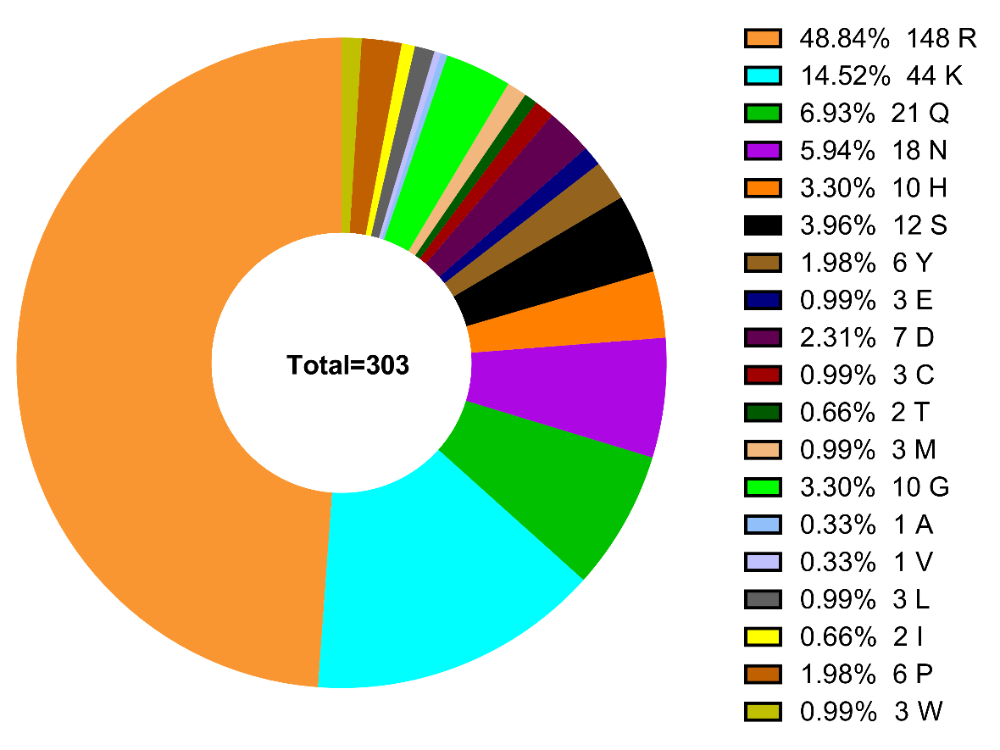 Total=303
48.84% 148 R
14.52% 44 K
6.93% 21 Q
5.94% 18 N
3.30% 10 H
3.96% 12 S
1.98% 6 Y
0.99% 3 E
2.31% 7 D
0.99% 3 C
0.66% 2 T
0.99% 3 M
3.30% 10 G
0.33% 1 A
0.33% 1 V
0.99% 3 L
0.66% 2 I
1.98% 6 P
0.99% 3 W